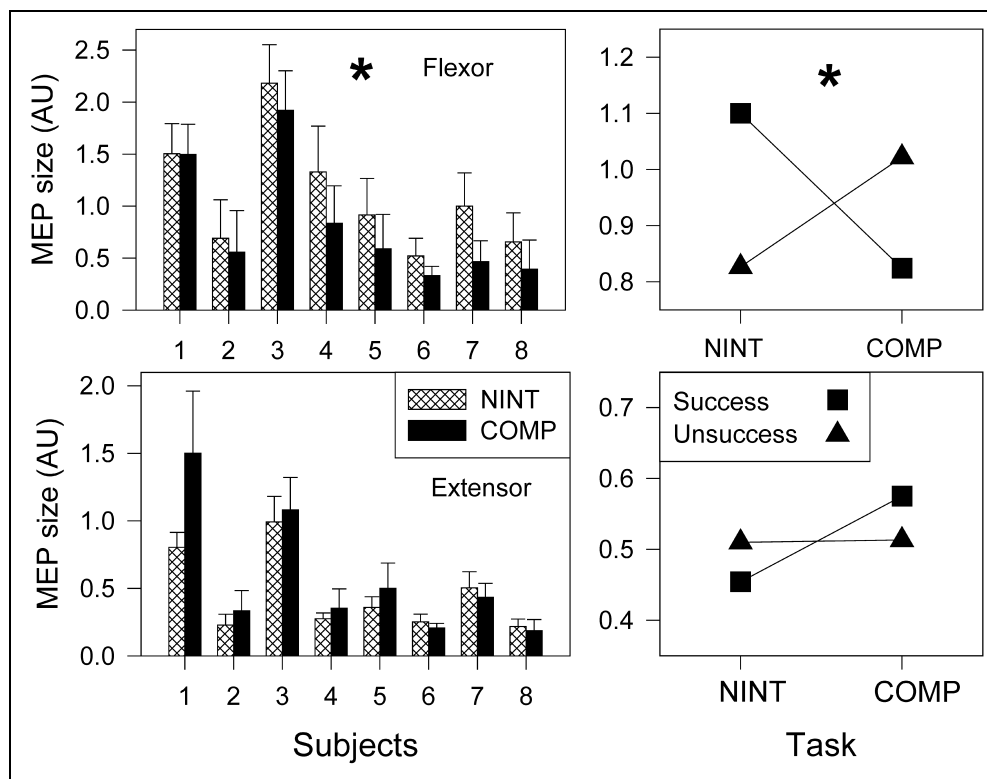 MEP size (AU)
2.5
2.0
1.5
1.0
0.5
0.0
* Flexor
1 2 3 4 5 6 7 8
1.2
1.1
1.0
0.9
0.8
*
NINT COMP
MEP size (AU)
2.0
1.5
1.0
0.5
0.0
NINT
COMP
Extensor
1 2 3 4 5 6 7 8
Subjects
0.7
0.6
0.5
0.4
Success
Unsuccess
NINT COMP
Task